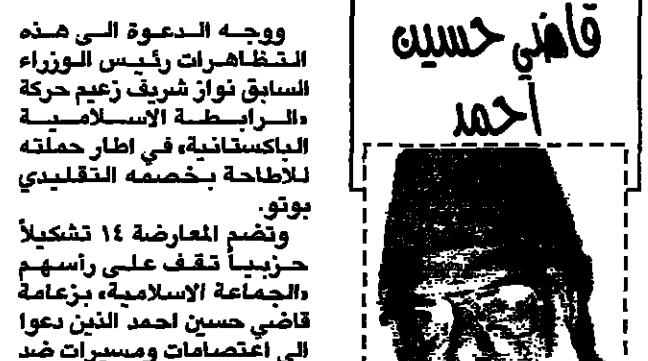 قاضي حسين
احمد
ووجه الدعوة الى هذه
التظاهرات رئيس الوزراء
السابق نواز شريف زعيم حركة
«الرابطة الاسلامية
الباكستانية» في اطار حملته
للاطاحة بخصمه التقليدي
بوتو.
وتضم المعارضة ١٤ تشكيلاً
حزبياً تقف على رأسهم
«الجماعة الاسلامية» بزعامة
قاضي حسين احمد الذين دعوا
الى اعتصامات ومسيرات ضد